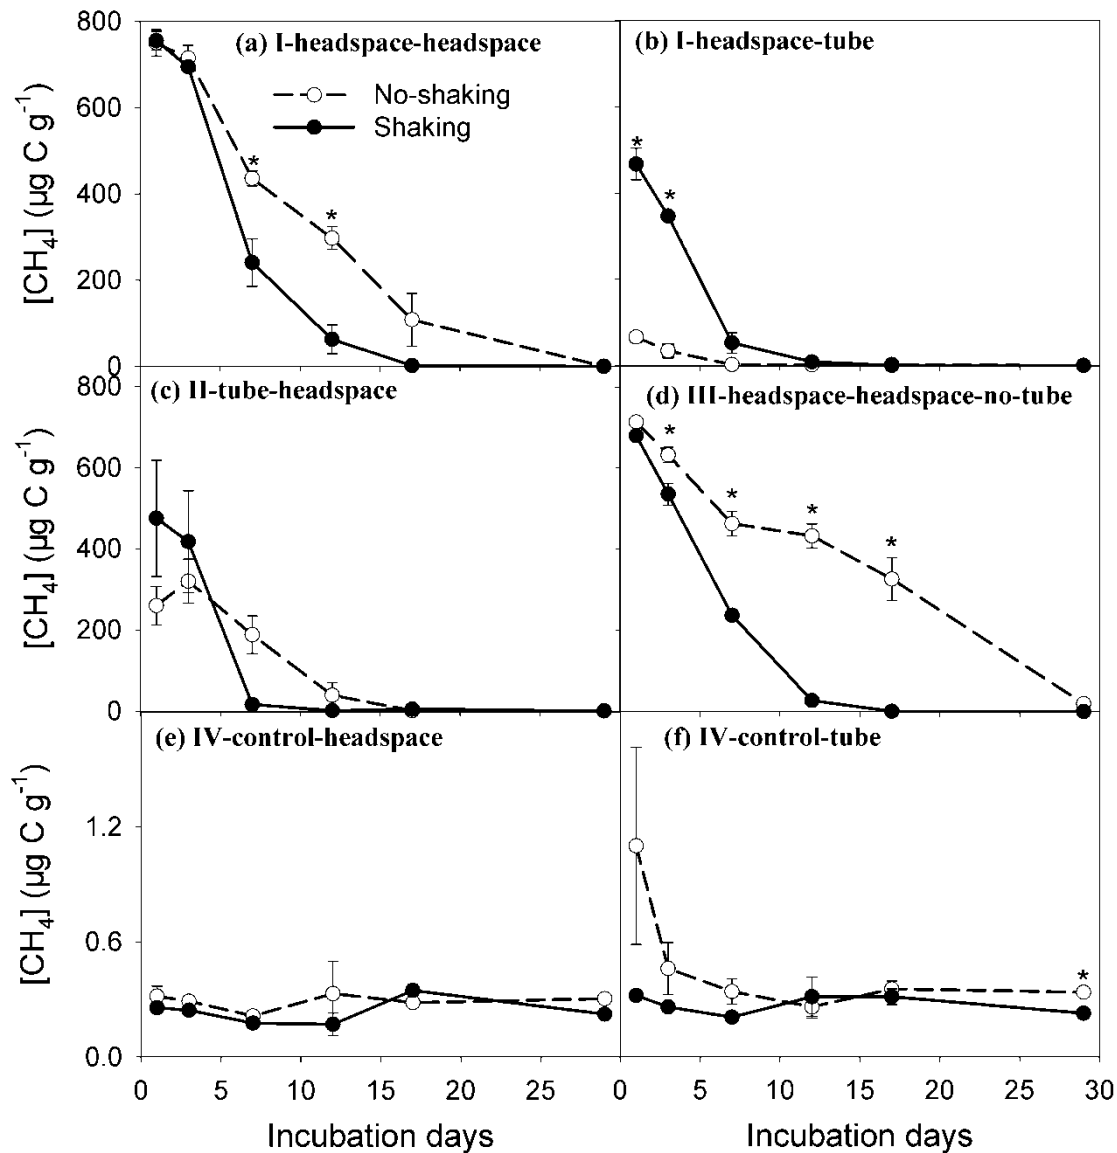 800
(a) I-headspace-headspace
(b) I-headspace-tube
No-shaking
Shaking
600
400
200
0
[CH₄] (µg C g⁻¹)
*
*
*
*
800
(c) II-tube-headspace
(d) III-headspace-headspace-no-tube
600
400
200
0
[CH₄] (µg C g⁻¹)
*
*
*
*
(e) IV-control-headspace
(f) IV-control-tube
1.2
0.6
0.0
[CH₄] (µg C g⁻¹)
*
0 5 10 15 20 25 0 5 10 15 20 25 30
Incubation days
Incubation days